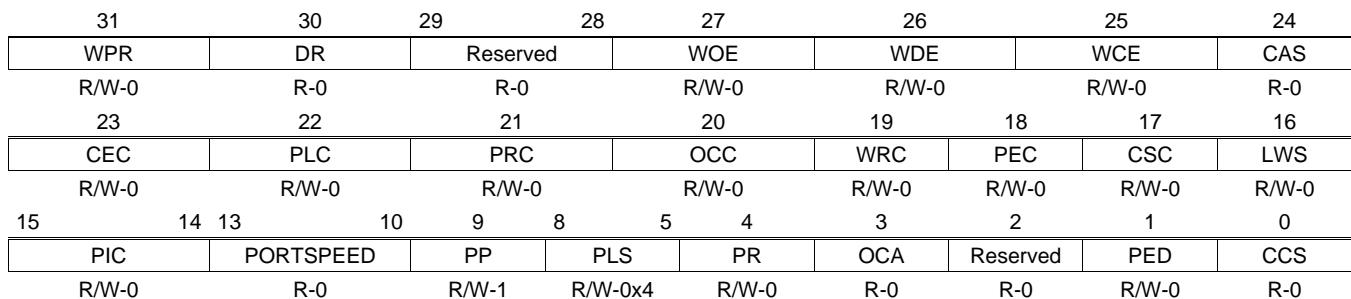 31 30 29 28 27 26 25 24
WPR DR Reserved WOE WDE WCE CAS
R/W-0 R-0 R-0 R/W-0 R/W-0 R/W-0 R-0
23 22 21 20 19 18 17 16
CEC PLC PRC OCC WRC PEC CSC LWS
R/W-0 R/W-0 R/W-0 R/W-0 R/W-0 R/W-0 R/W-0 R/W-0
15 14 13 10 9 8 5 4 3 2 1 0
PIC PORTSPEED PP PLS PR OCA Reserved PED CCS
R/W-0 R-0 R/W-1 R/W-0x4 R/W-0 R-0 R-0 R/W-0 R-0